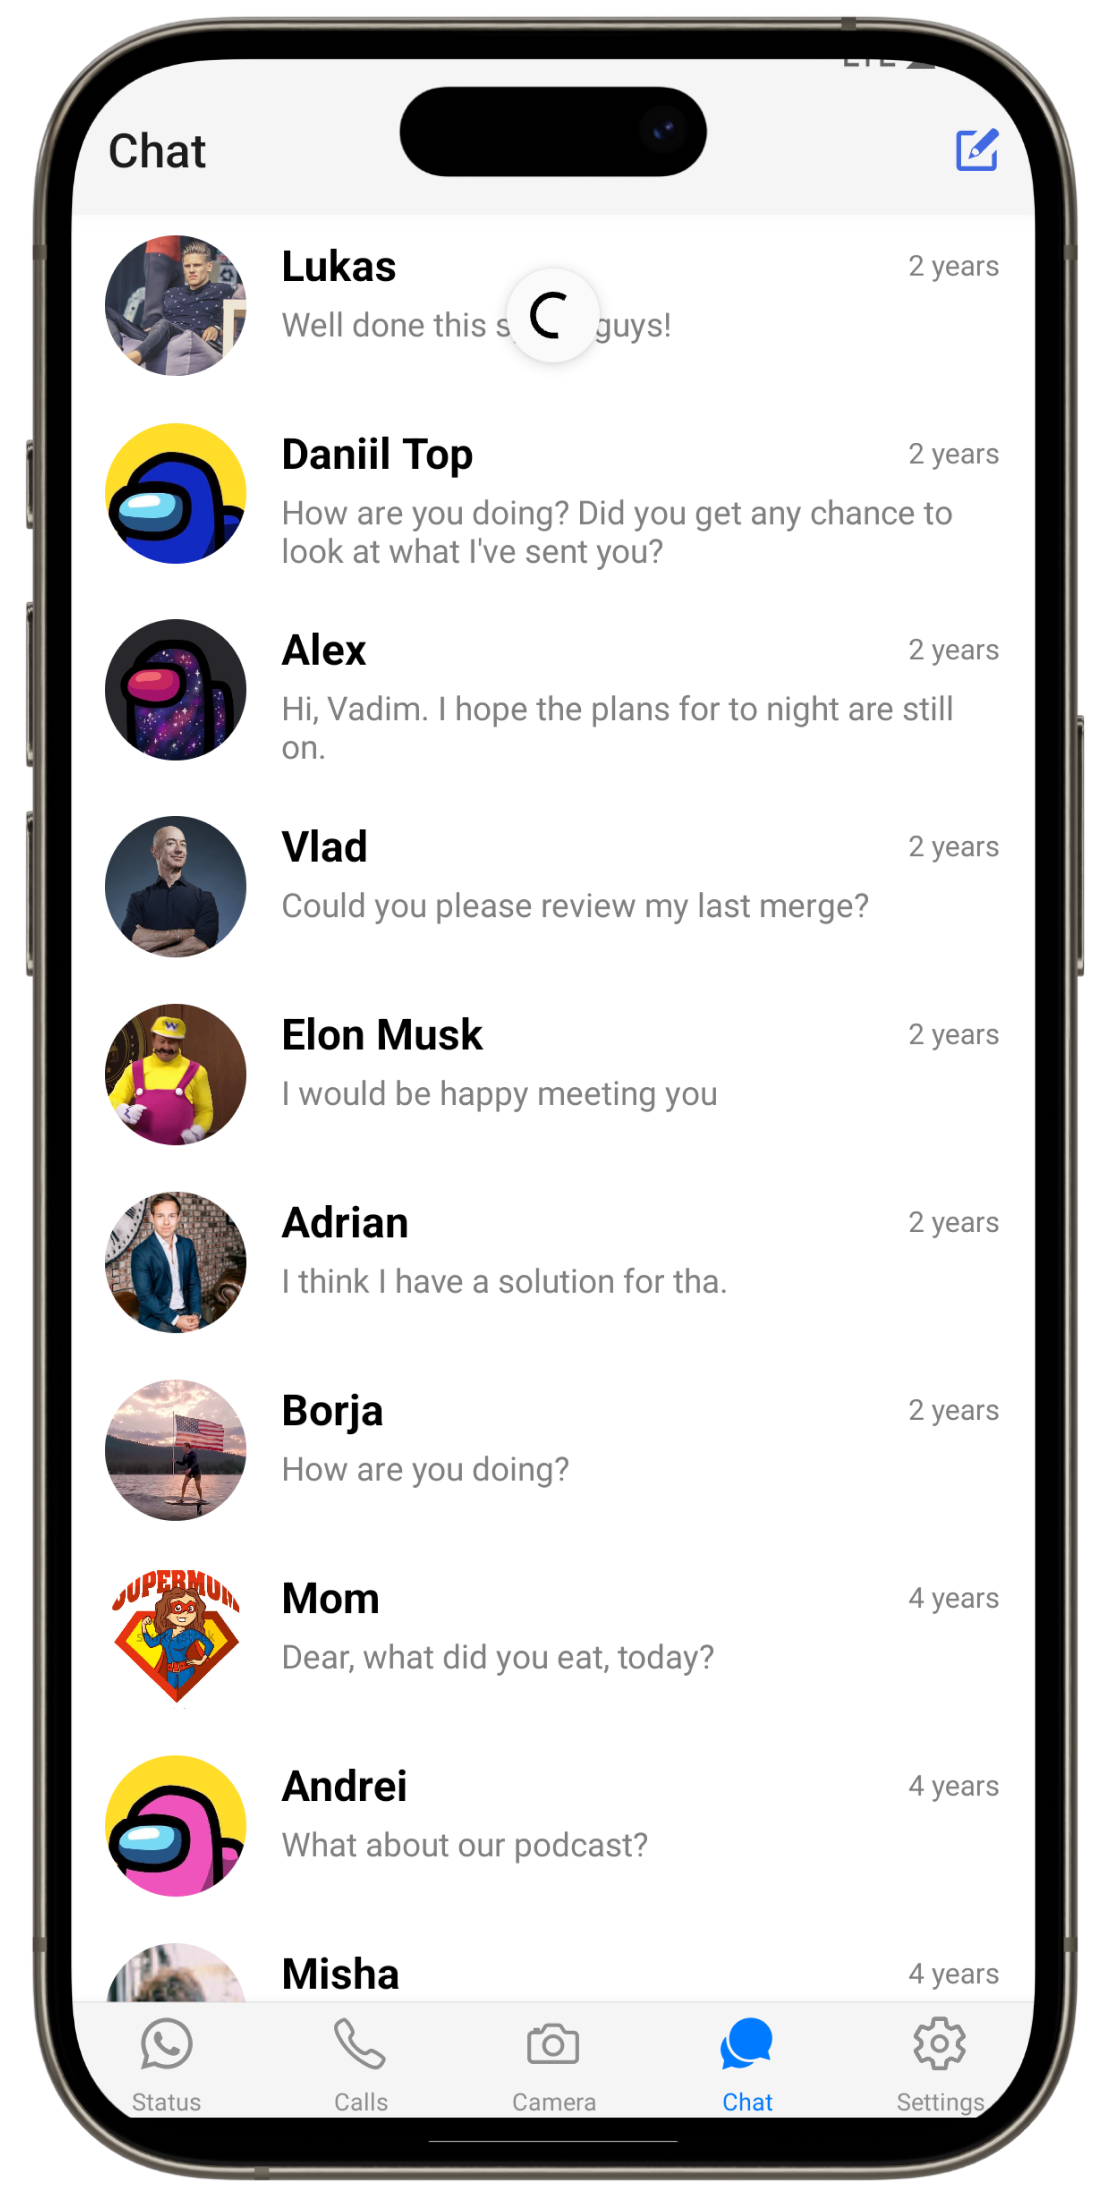 Chat
Lukas
2 years
Well done this s guys!
Daniil Top
2 years
How are you doing? Did you get any chance to
look at what I've sent you?
Alex
2 years
Hi, Vadim. I hope the plans for to night are still
on.
Vlad
2 years
Could you please review my last merge?
Elon Musk
2 years
I would be happy meeting you
W
Adrian
2 years
I think I have a solution for tha.
Borja
2 years
How are you doing?
Mom
4 years
Dear, what did you eat, today?
Andrei
4 years
What about our podcast?
Misha
4 years
Status
Calls
Camera
Chat
Settings